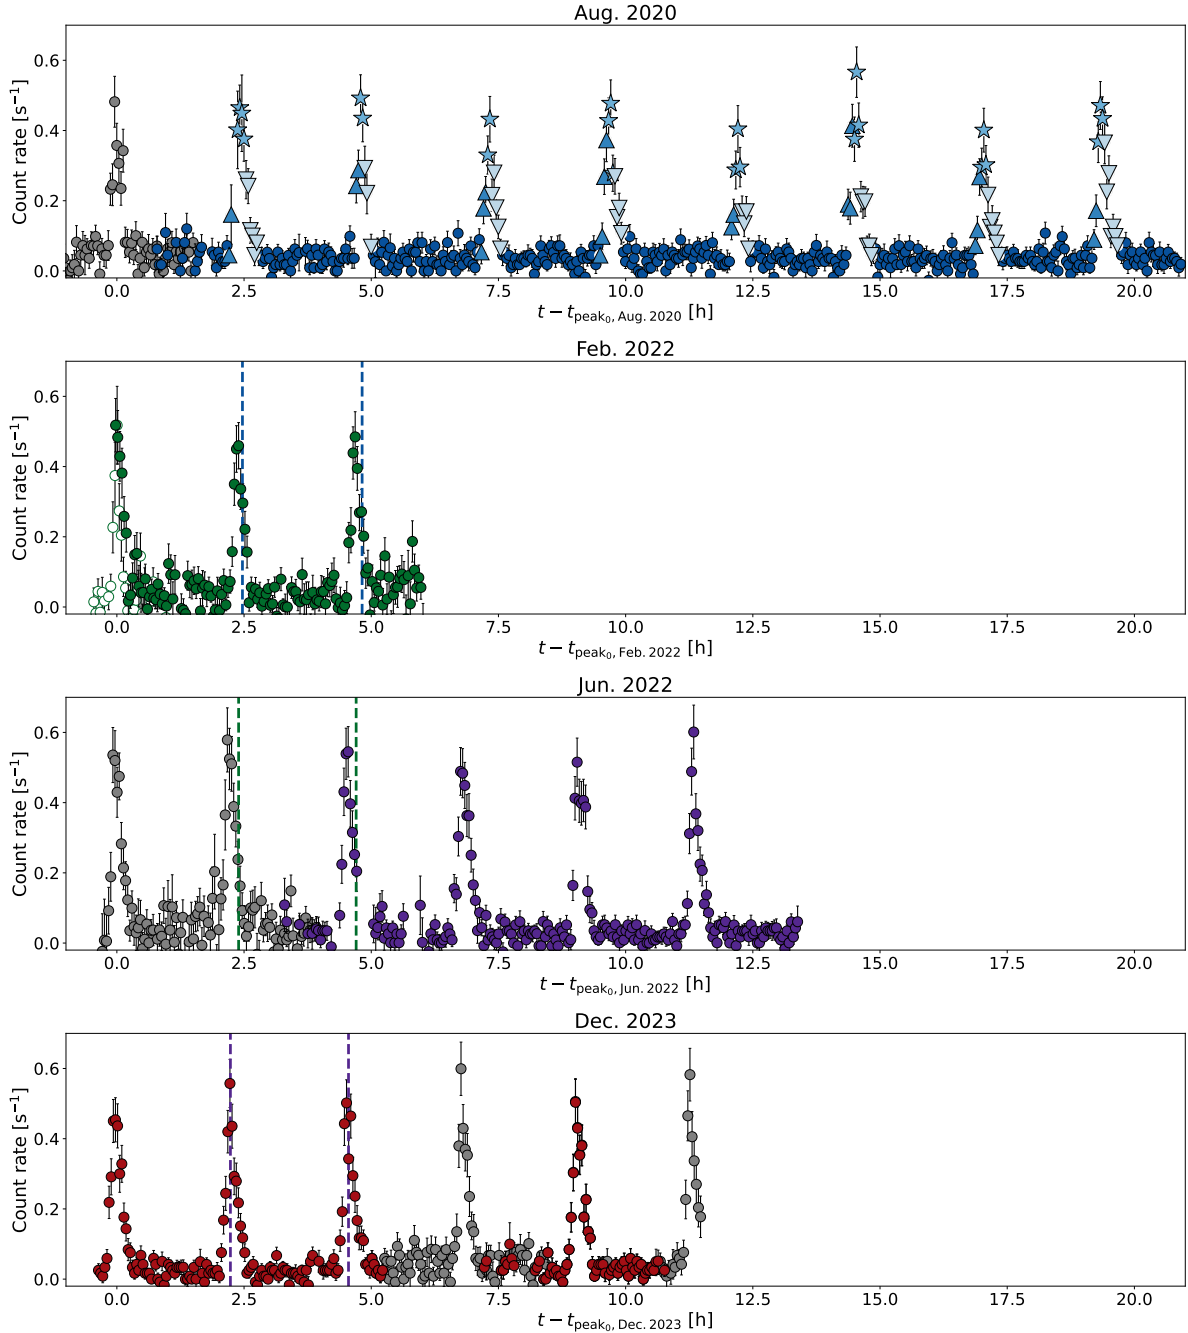 Aug. 2020
Count rate [s⁻¹]
0.6
0.4
0.2
0.0
0.0 2.5 5.0 7.5 10.0 12.5 15.0 17.5 20.0
t − t_peak₀, Aug. 2020 [h]
Feb. 2022
Count rate [s⁻¹]
0.6
0.4
0.2
0.0
0.0 2.5 5.0 7.5 10.0 12.5 15.0 17.5 20.0
t − t_peak₀, Feb. 2022 [h]
Jun. 2022
Count rate [s⁻¹]
0.6
0.4
0.2
0.0
0.0 2.5 5.0 7.5 10.0 12.5 15.0 17.5 20.0
t − t_peak₀, Jun. 2022 [h]
Dec. 2023
Count rate [s⁻¹]
0.6
0.4
0.2
0.0
0.0 2.5 5.0 7.5 10.0 12.5 15.0 17.5 20.0
t − t_peak₀, Dec. 2023 [h]